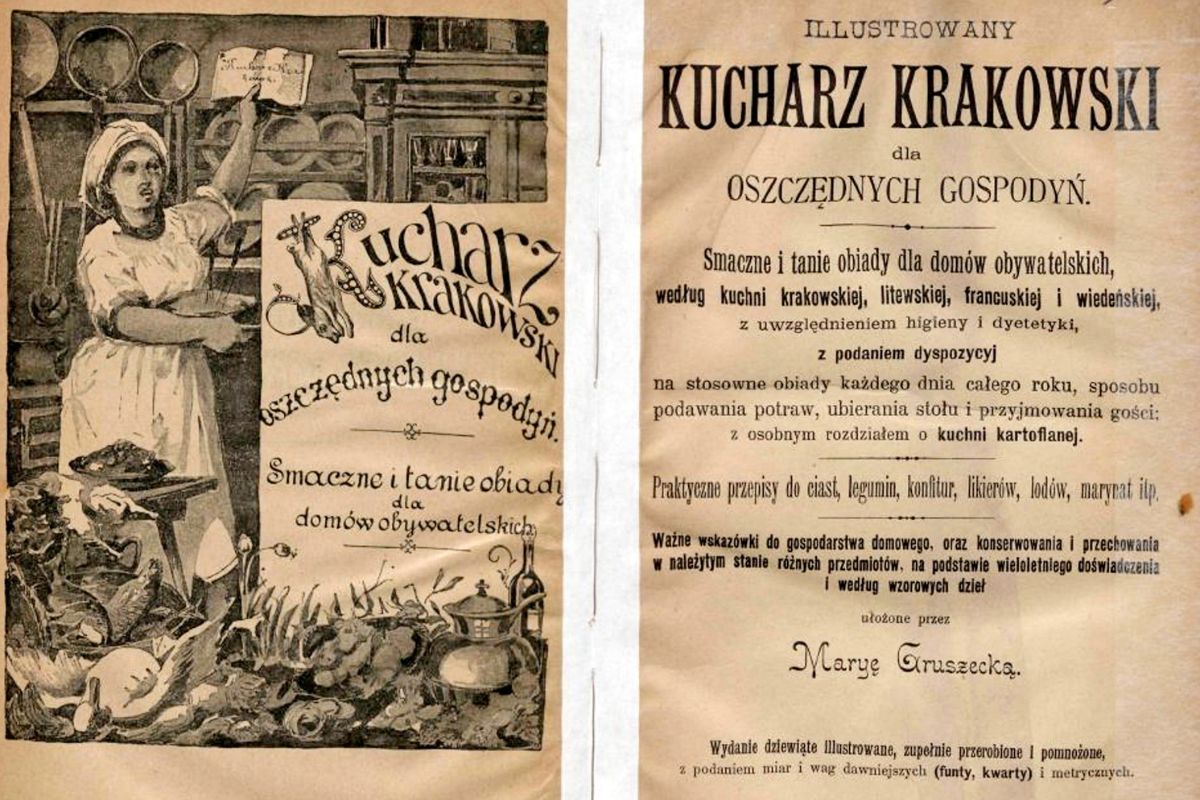 Kucharz
krakowski
dla
oszczędnych gospodyń.
Smaczne i tanie obiady
dla
domów obywatelskich
ILLUSTROWANY
KUCHARZ KRAKOWSKI
dla
OSZCZĘDNYCH GOSPODYŃ.
Smaczne i tanie obiady dla domów obywatelskich,
według kuchni krakowskiej, litewskiej, francuskiej i wiedeńskiej,
z uwzględnieniem higieny i dyetetyki,
z podaniem dyspozycyj
na stosowne obiady każdego dnia całego roku, sposobu
podawania potraw, ubierania stołu i przyjmowania gości;
z osobnym rozdziałem o kuchni kartoflanej.
Praktyczne przepisy do ciast, legumin, konfitur, likierów, lodów, marynat itp.
Ważne wskazówki do gospodarstwa domowego, oraz konserwowania i przechowania
w należytym stanie różnych przedmiotów, na podstawie wieloletniego doświadczenia
i według wzorowych dzieł
ułożone przez
Maryę Gruszecką.
Wydanie dziewiąte illustrowane, zupełnie przerobione i pomnożone,
z podaniem miar i wag dawniejszych (funty, kwarty) i metrycznych.